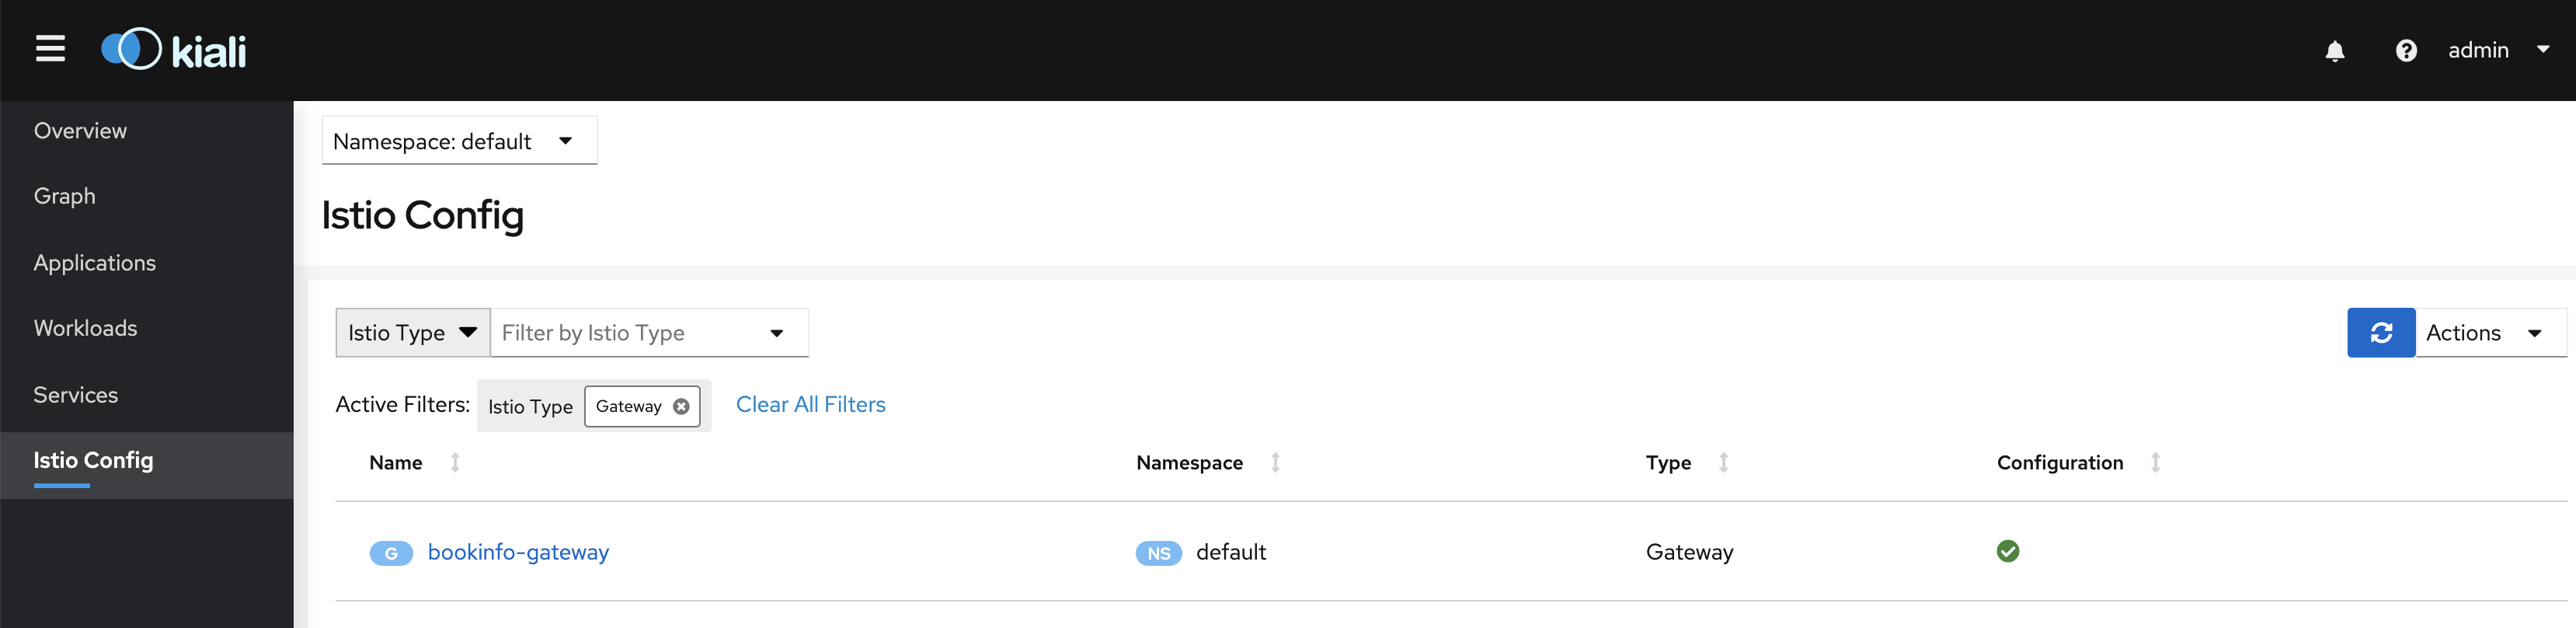 kiali
admin
Overview
Graph
Applications
Workloads
Services
Istio Config
Namespace: default
Istio Config
Istio Type Filter by Istio Type Actions
Active Filters: Istio Type Gateway Clear All Filters
Name Namespace Type Configuration
G bookinfo-gateway NS default Gateway